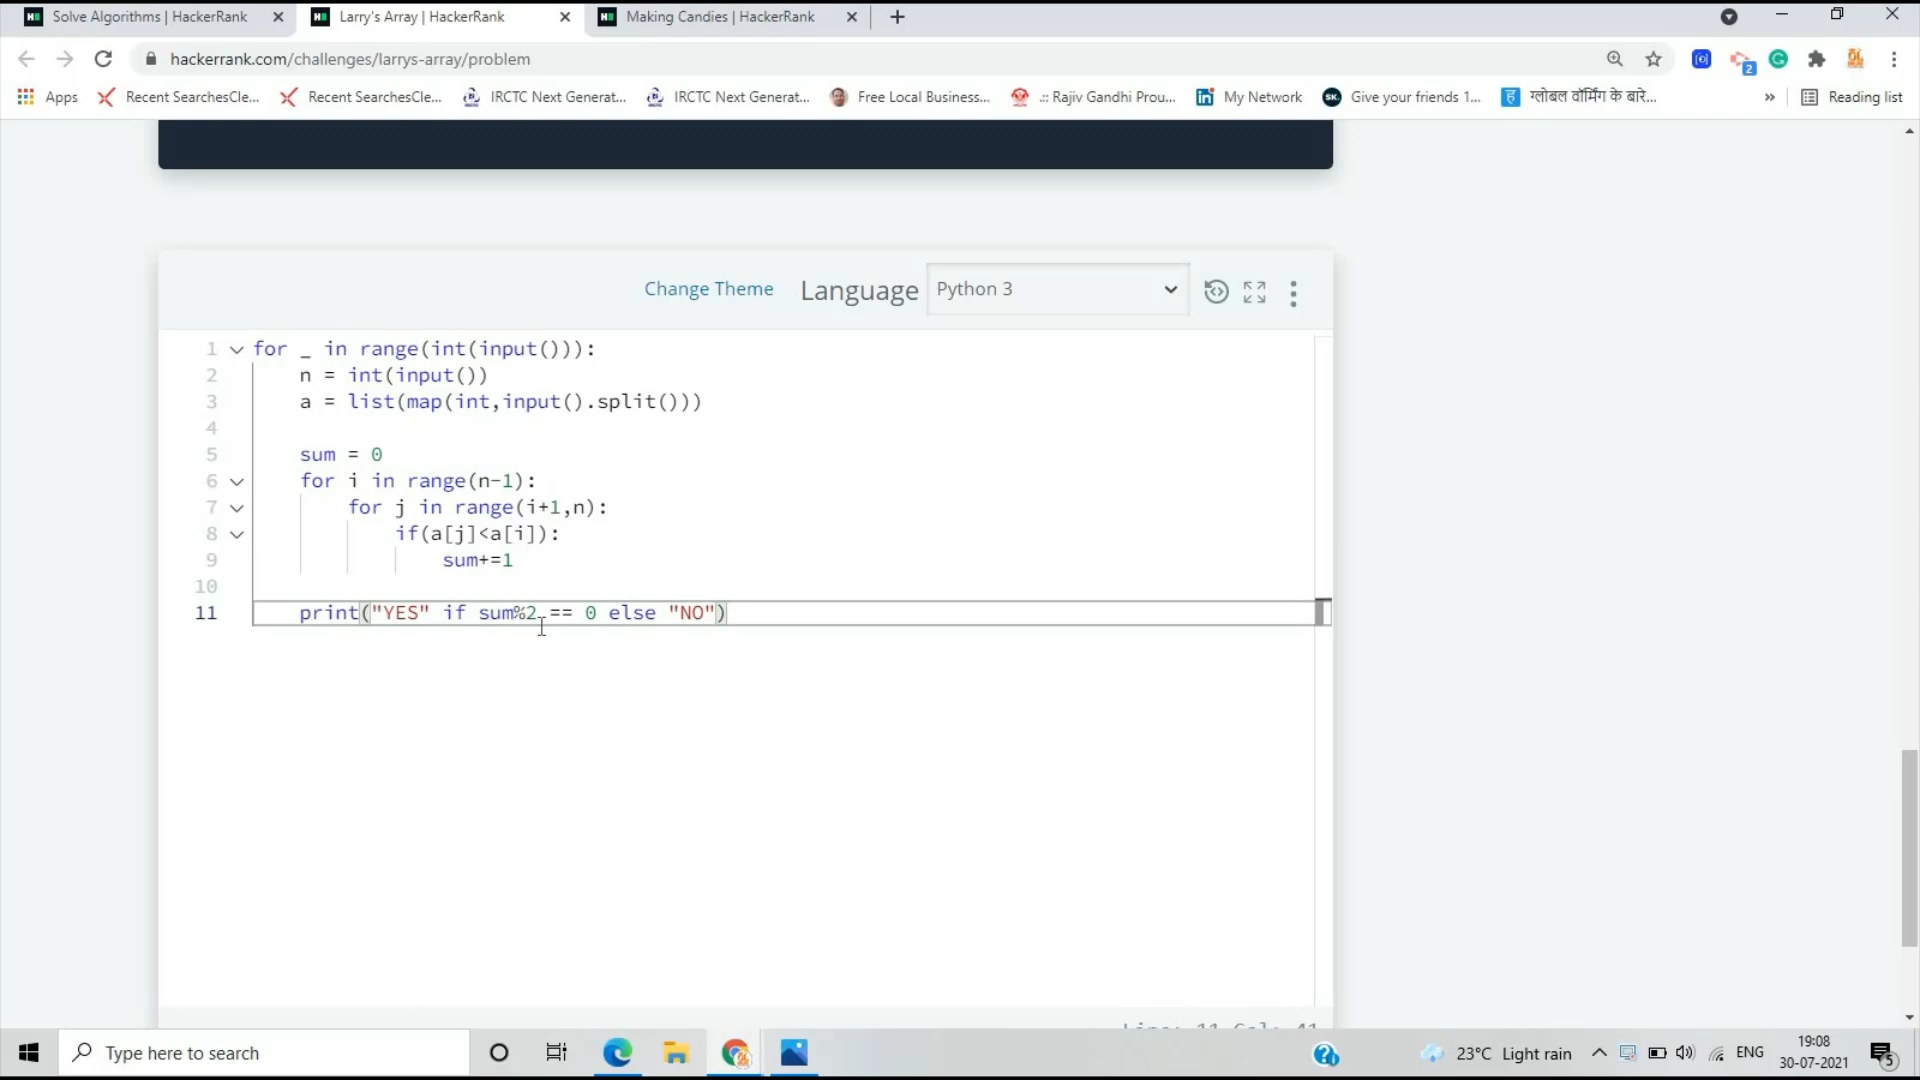 Solve Algorithms | HackerRank
Larry's Array | HackerRank
Making Candies | HackerRank
hackerrank.com/challenges/larrys-array/problem
2
Apps
Recent SearchesCle...
Recent SearchesCle...
IRCTC Next Generat...
IRCTC Next Generat...
Free Local Business...
.:: Rajiv Gandhi Prou...
My Network
SK.
Give your friends 1...
ग्लोबल वॉर्मिंग के बारे...
»
Reading list
Change Theme
Language
Python 3
1 for _ in range(int(input())):
2 n = int(input())
3 a = list(map(int,input().split()))
4
5 sum = 0
6 for i in range(n-1):
7 for j in range(i+1,n):
8 if(a[j]<a[i]):
9 sum+=1
10
11 print("YES" if sum%2 == 0 else "NO")
Type here to search
23°C Light rain
ENG
19:08
30-07-2021
5